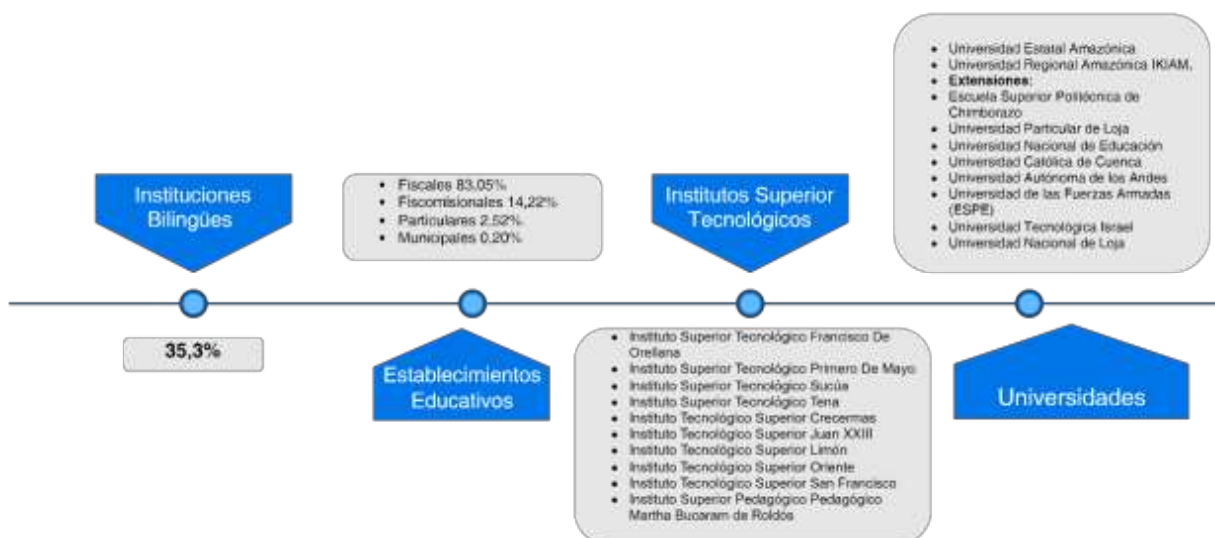 Instituciones
Bilingües
35,3%
• Fiscales 83,05%
• Fiscomisionales 14,22%
• Particulares 2.52%
• Municipales 0.20%
Establecimientos
Educativos
Institutos Superior
Tecnológicos
• Instituto Superior Tecnológico Francisco De
Orellana
• Instituto Superior Tecnológico Primero De Mayo
• Instituto Superior Tecnológico Sucúa
• Instituto Superior Tecnológico Tena
• Instituto Tecnológico Superior Crecermas
• Instituto Tecnológico Superior Juan XXIII
• Instituto Tecnológico Superior Limón
• Instituto Tecnológico Superior Oriente
• Instituto Tecnológico Superior San Francisco
• Instituto Superior Pedagógico Pedagógico
Martha Bucaram de Roldós
• Universidad Estatal Amazónica
• Universidad Regional Amazónica IKIAM,
• Extensiones:
• Escuela Superior Politécnica de
Chimborazo
• Universidad Particular de Loja
• Universidad Nacional de Educación
• Universidad Católica de Cuenca
• Universidad Autónoma de los Andes
• Universidad de las Fuerzas Armadas
(ESPE)
• Universidad Tecnológica Israel
• Universidad Nacional de Loja
Universidades